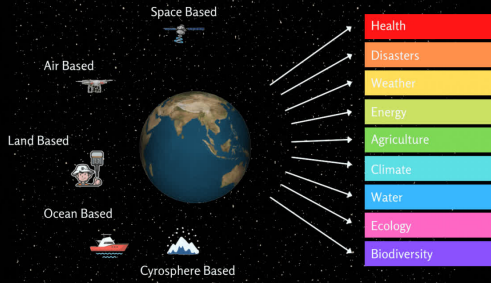 Space Based
Air Based
Land Based
Ocean Based
Cyrosphere Based
Health
Disasters
Weather
Energy
Agriculture
Climate
Water
Ecology
Biodiversity